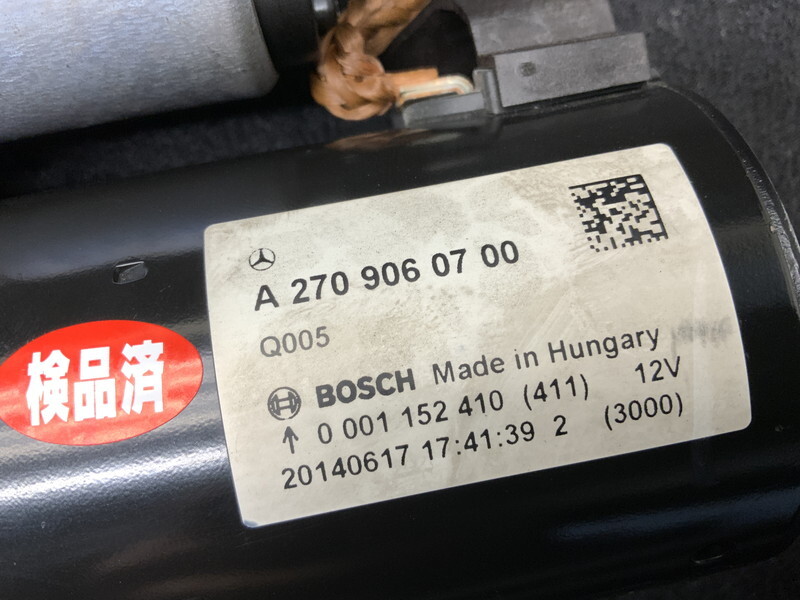 A 270 906 07 00
Q005
BOSCH Made in Hungary
0 001 152 410 (411) 12V
20140617 17:41:39 2 (3000)
検品済